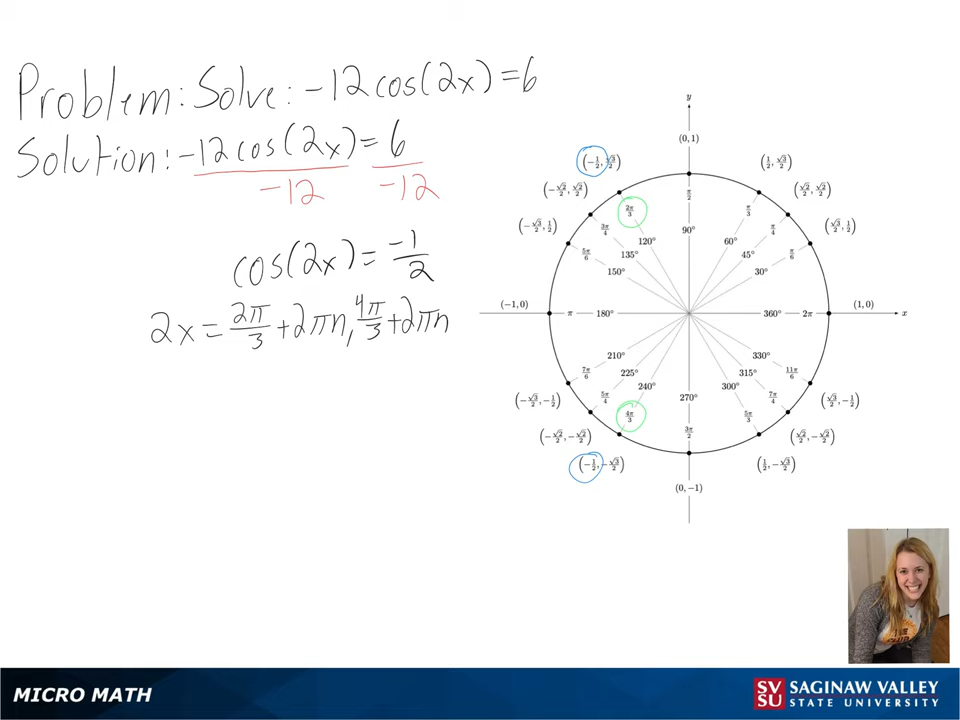 Problem: Solve: -12cos(2x)=6
Solution: -12cos(2x)=6
-12 -12
cos(2x)=-1/2
2x=2π/3+2πn, 4π/3+2πn
y
(0, 1)
(-1/2, √3/2) (1/2, √3/2)
(-√2/2, √2/2) (√2/2, √2/2)
(-√3/2, 1/2) (√3/2, 1/2)
2π/3 π/2 π/3
3π/4 π/4
5π/6 π/6
120° 90° 60°
135° 45°
150° 30°
(-1, 0) π 180° 360° 2π (1, 0) x
210° 330°
225° 315°
240° 270° 300°
7π/6 11π/6
5π/4 7π/4
4π/3 3π/2 5π/3
(-√3/2, -1/2) (√3/2, -1/2)
(-√2/2, -√2/2) (√2/2, -√2/2)
(-1/2, -√3/2) (1/2, -√3/2)
(0, -1)
MICRO MATH
SV SU SAGINAW VALLEY
STATE UNIVERSITY